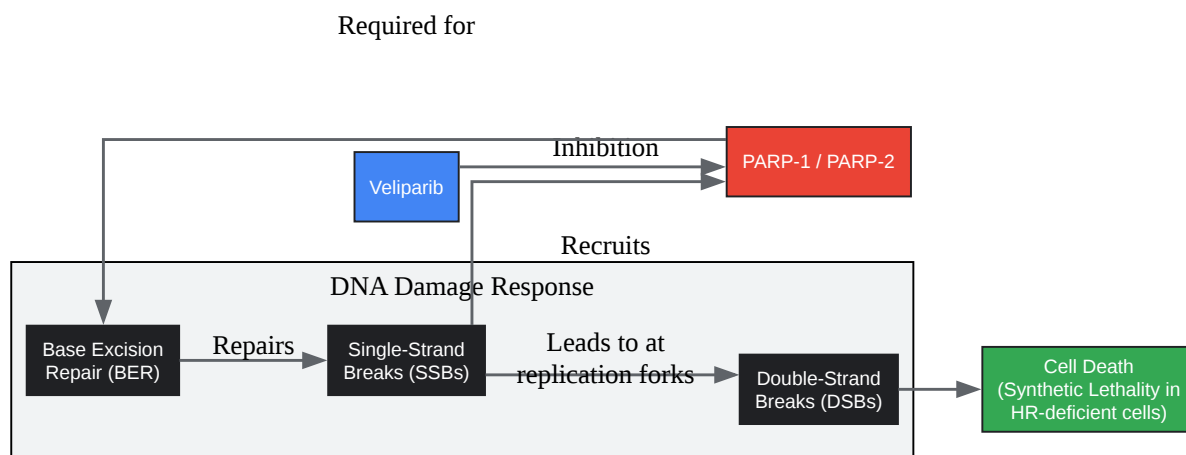 Required for
Inhibition
Veliparib
PARP-1 / PARP-2
Recruits
DNA Damage Response
Base Excision
Repair (BER)
Repairs
Single-Strand
Breaks (SSBs)
Leads to at
replication forks
Double-Strand
Breaks (DSBs)
Cell Death
(Synthetic Lethality in
HR-deficient cells)